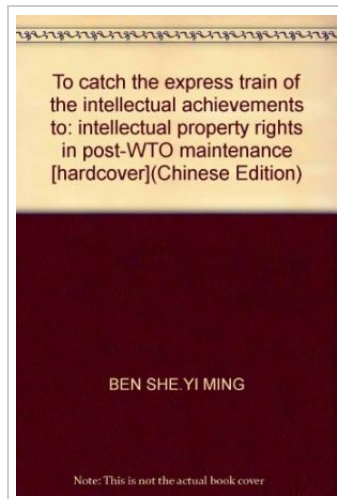 To catch the express train of
the intellectual achievements
to: intellectual property rights
in post-WTO maintenance
[hardcover](Chinese Edition)
BEN SHE.YI MING
Note: This is not the actual book cover